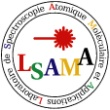 Laboratoire de Spectroscopie Atomique Moléculaire et Applications
LSAMA